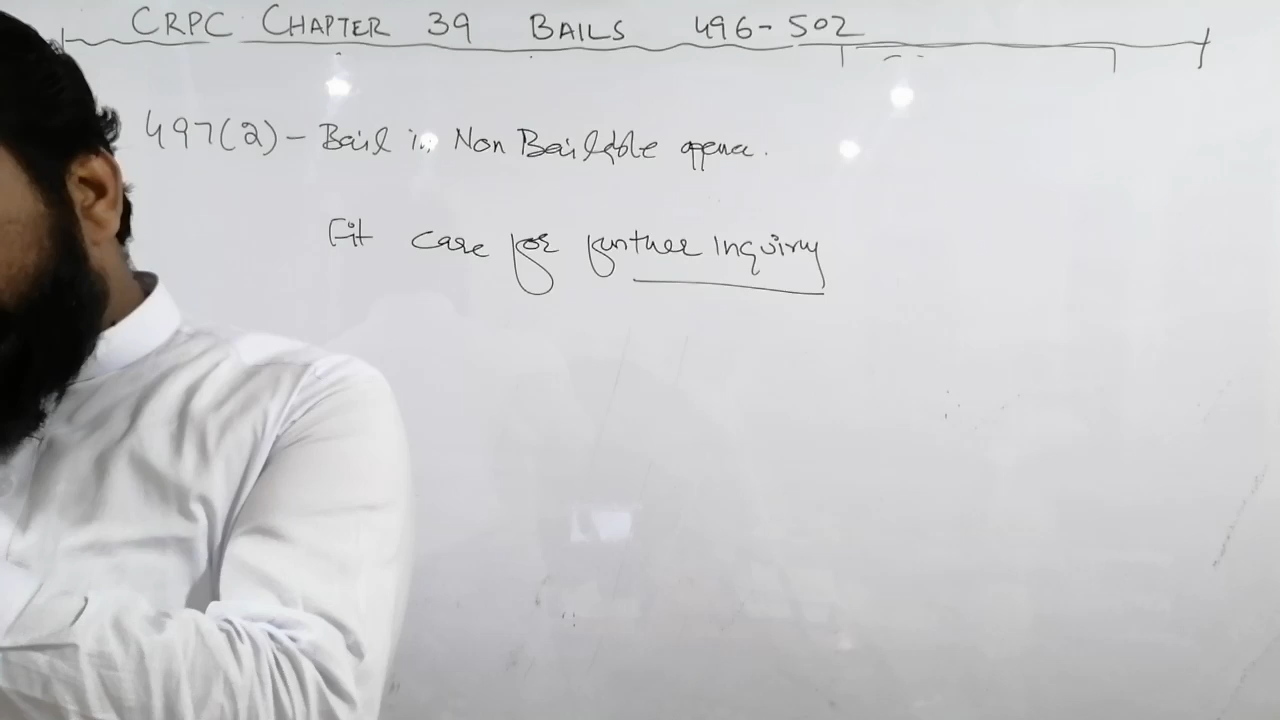 CRPC CHAPTER 39 BAILS 496-502
497(2) - Bail in Non Bailable offence.
Fit case for further Inquiry